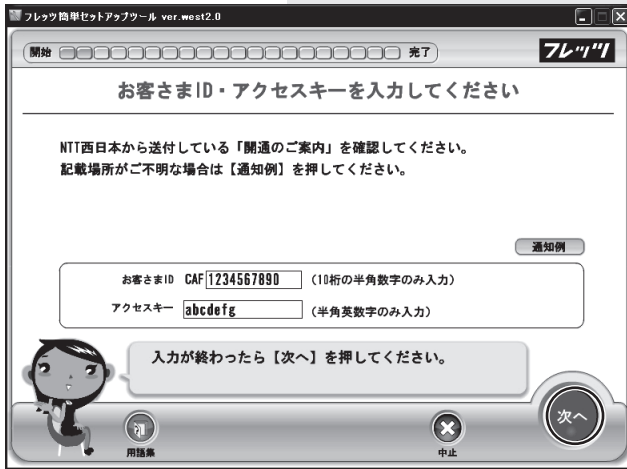 フレッツ簡単セットアップツール ver.west2.0
開始 完了 フレッツ
お客さまID・アクセスキーを入力してください
NTT西日本から送付している「開通のご案内」を確認してください。
記載場所がご不明な場合は【通知例】を押してください。
通知例
お客さまID CAF 1234567890 (10桁の半角数字のみ入力)
アクセスキー abcdefg (半角英数字のみ入力)
入力が終わったら【次へ】を押してください。
次へ
用語集 中止